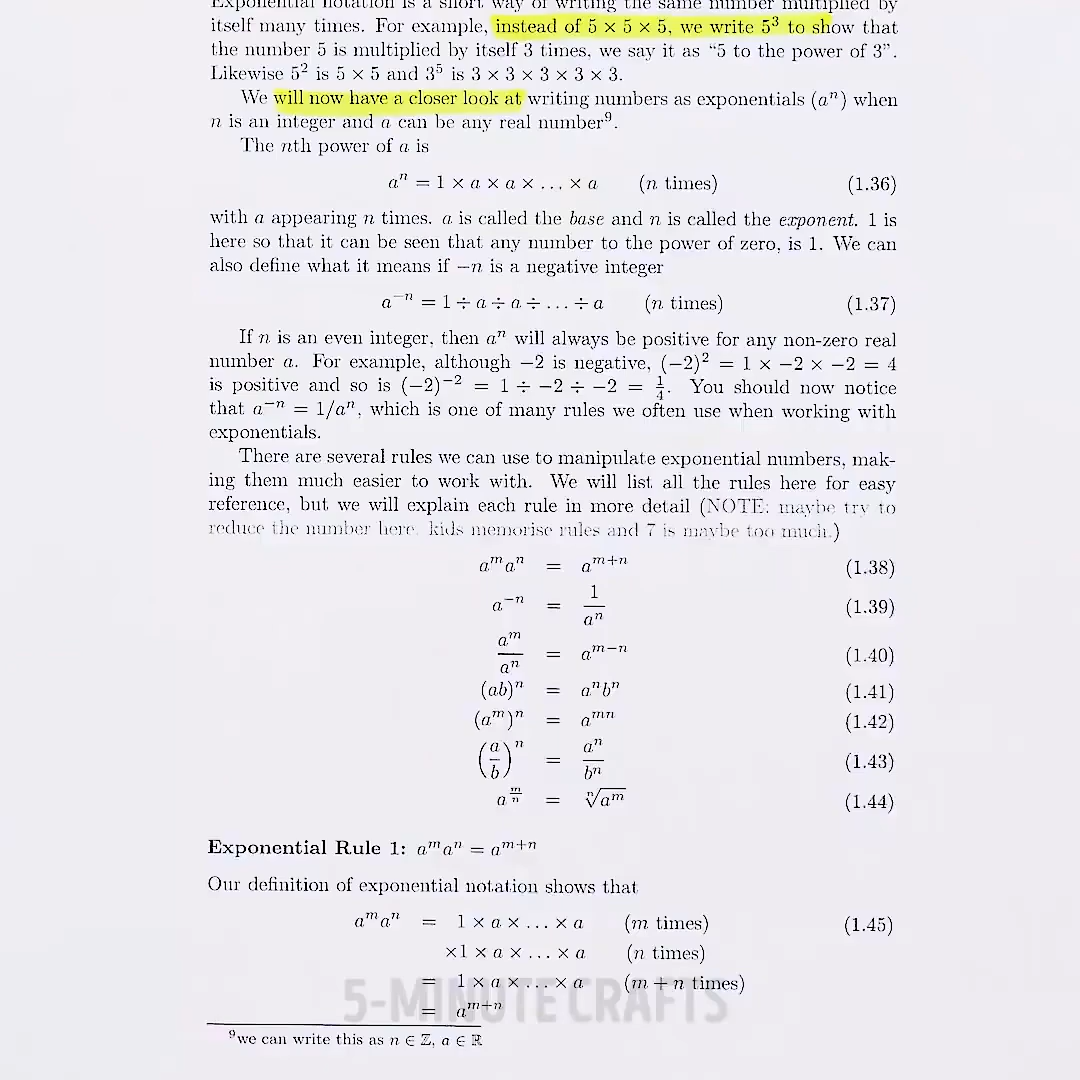 Exponential notation is a short way of writing the same number multiplied by
itself many times. For example, instead of 5 × 5 × 5, we write 5³ to show that
the number 5 is multiplied by itself 3 times, we say it as “5 to the power of 3”.
Likewise 5² is 5 × 5 and 3⁵ is 3 × 3 × 3 × 3 × 3.
We will now have a closer look at writing numbers as exponentials (aⁿ) when
n is an integer and a can be any real number⁹.
The nth power of a is
aⁿ = 1 × a × a × . . . × a (n times) (1.36)
with a appearing n times. a is called the base and n is called the exponent. 1 is
here so that it can be seen that any number to the power of zero, is 1. We can
also define what it means if −n is a negative integer
a⁻ⁿ = 1 ÷ a ÷ a ÷ . . . ÷ a (n times) (1.37)
If n is an even integer, then aⁿ will always be positive for any non-zero real
number a. For example, although −2 is negative, (−2)² = 1 × −2 × −2 = 4
is positive and so is (−2)⁻² = 1 ÷ −2 ÷ −2 = 1/4. You should now notice
that a⁻ⁿ = 1/aⁿ, which is one of many rules we often use when working with
exponentials.
There are several rules we can use to manipulate exponential numbers, mak-
ing them much easier to work with. We will list all the rules here for easy
reference, but we will explain each rule in more detail (NOTE: maybe try to
reduce the number here, kids memorise rules and 7 is maybe too much.)
aᵐaⁿ = aᵐ⁺ⁿ (1.38)
a⁻ⁿ = 1/aⁿ (1.39)
aᵐ/aⁿ = aᵐ⁻ⁿ (1.40)
(ab)ⁿ = aⁿbⁿ (1.41)
(aᵐ)ⁿ = aᵐⁿ (1.42)
(a/b)ⁿ = aⁿ/bⁿ (1.43)
a^(m/n) = ⁿ√aᵐ (1.44)
Exponential Rule 1: aᵐaⁿ = aᵐ⁺ⁿ
Our definition of exponential notation shows that
aᵐaⁿ = 1 × a × . . . × a (m times) (1.45)
×1 × a × . . . × a (n times)
= 1 × a × . . . × a (m + n times)
= aᵐ⁺ⁿ
5-MINUTE CRAFTS
⁹we can write this as n ∈ ℤ, a ∈ ℝ